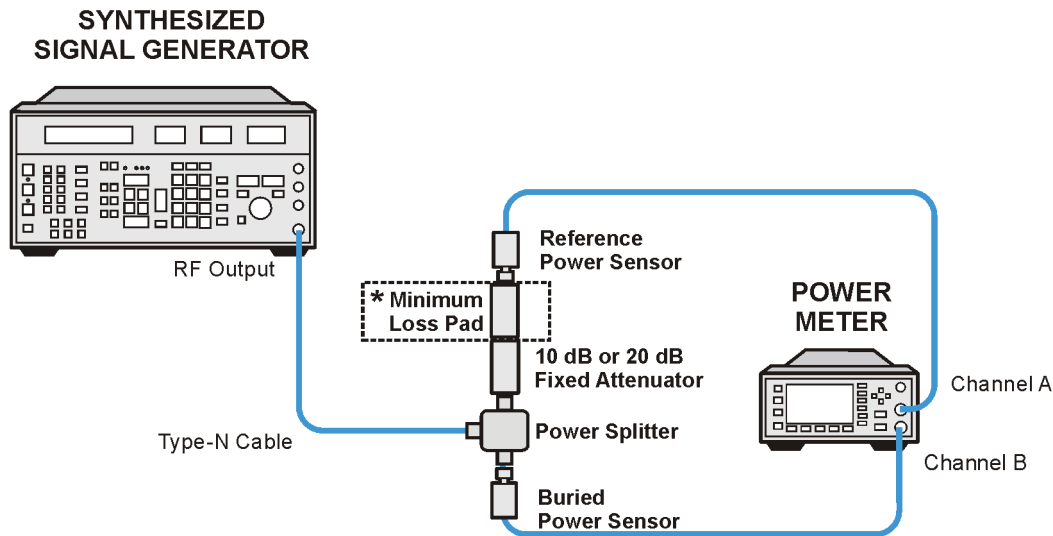 SYNTHESIZED
SIGNAL GENERATOR
RF Output
Reference
Power Sensor
* Minimum
Loss Pad
10 dB or 20 dB
Fixed Attenuator
Type-N Cable
Power Splitter
Buried
Power Sensor
POWER
METER
Channel A
Channel B